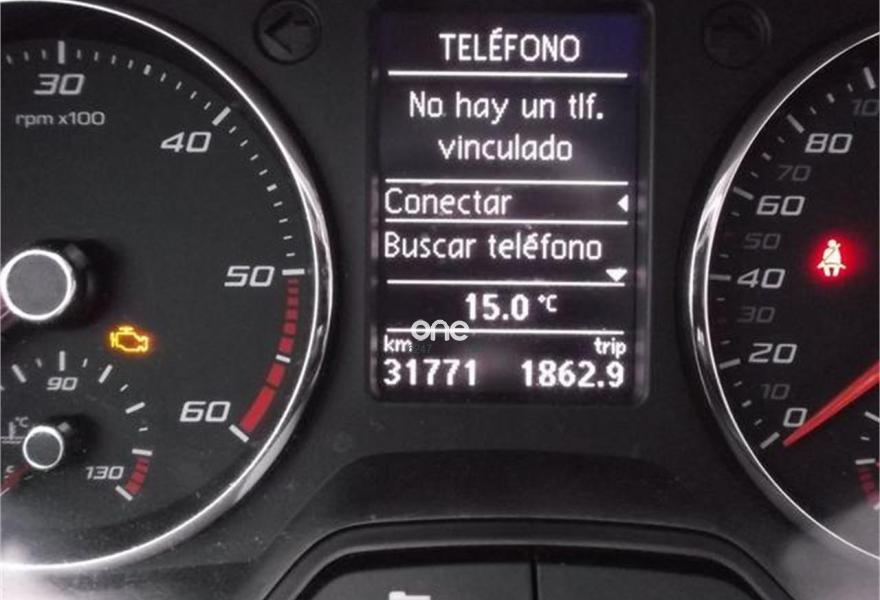 TELÉFONO
No hay un tlf.
vinculado
Conectar
Buscar teléfono
15.0 °C
one
km trip
31771 1862.9
30
rpm x100
40
50
60
90
°C
130
80
70
60
50
40
30
20
10
0